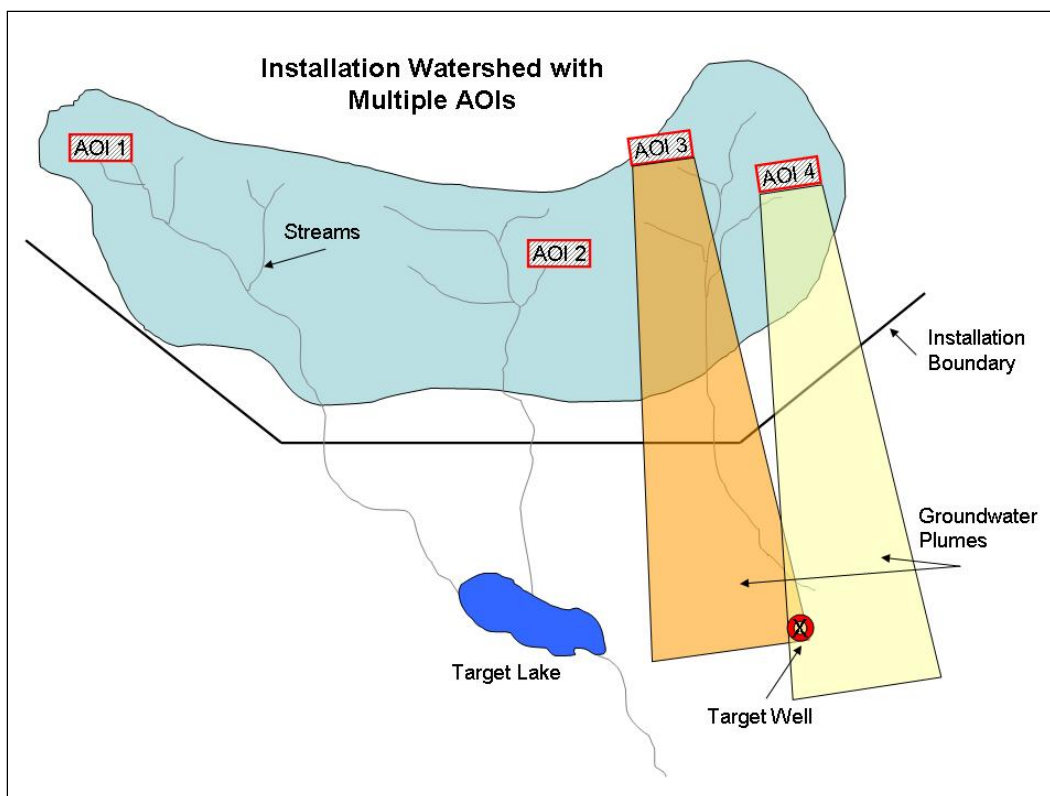 Installation Watershed with
Multiple AOIs
AOI 1
AOI 3
AOI 4
Streams
AOI 2
Installation
Boundary
Groundwater
Plumes
X
Target Lake
Target Well